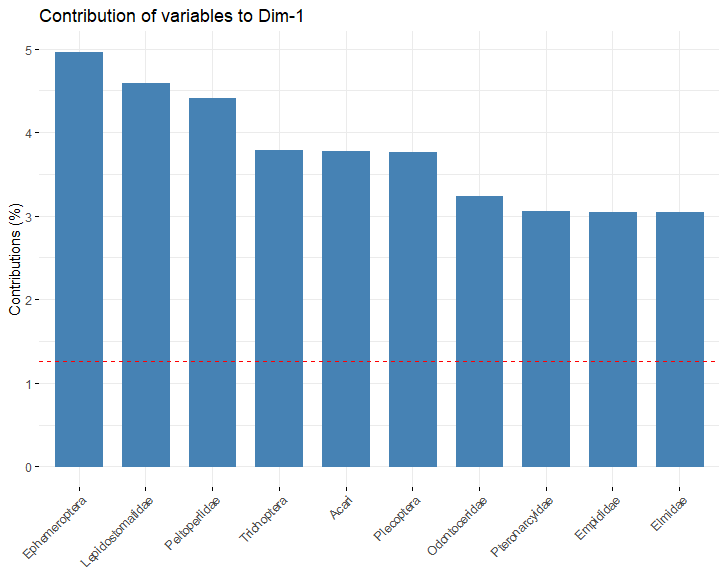 Contribution of variables to Dim-1
Contributions (%)
5
4
3
2
1
0
Ephemeroptera
Lepidostomatidae
Peltoperlidae
Trichoptera
Acari
Plecoptera
Odontoceridae
Pteronarcyidae
Empididae
Elmidae